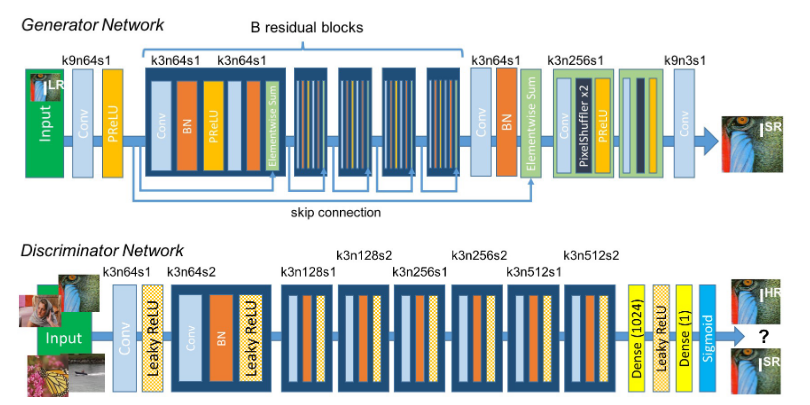 Generator Network
B residual blocks
k9n64s1
k3n64s1
k3n64s1
k3n64s1
k3n256s1
k9n3s1
I LR
Input
Conv
PReLU
Conv
BN
PReLU
Elementwise Sum
Conv
BN
Elementwise Sum
Conv
PixelShuffler x2
PReLU
Conv
I SR
skip connection
Discriminator Network
k3n64s1
k3n64s2
k3n128s1
k3n128s2
k3n256s1
k3n256s2
k3n512s1
k3n512s2
Input
Conv
Leaky ReLU
Conv
BN
Leaky ReLU
Dense (1024)
Leaky ReLU
Dense (1)
Sigmoid
I HR
?
I SR